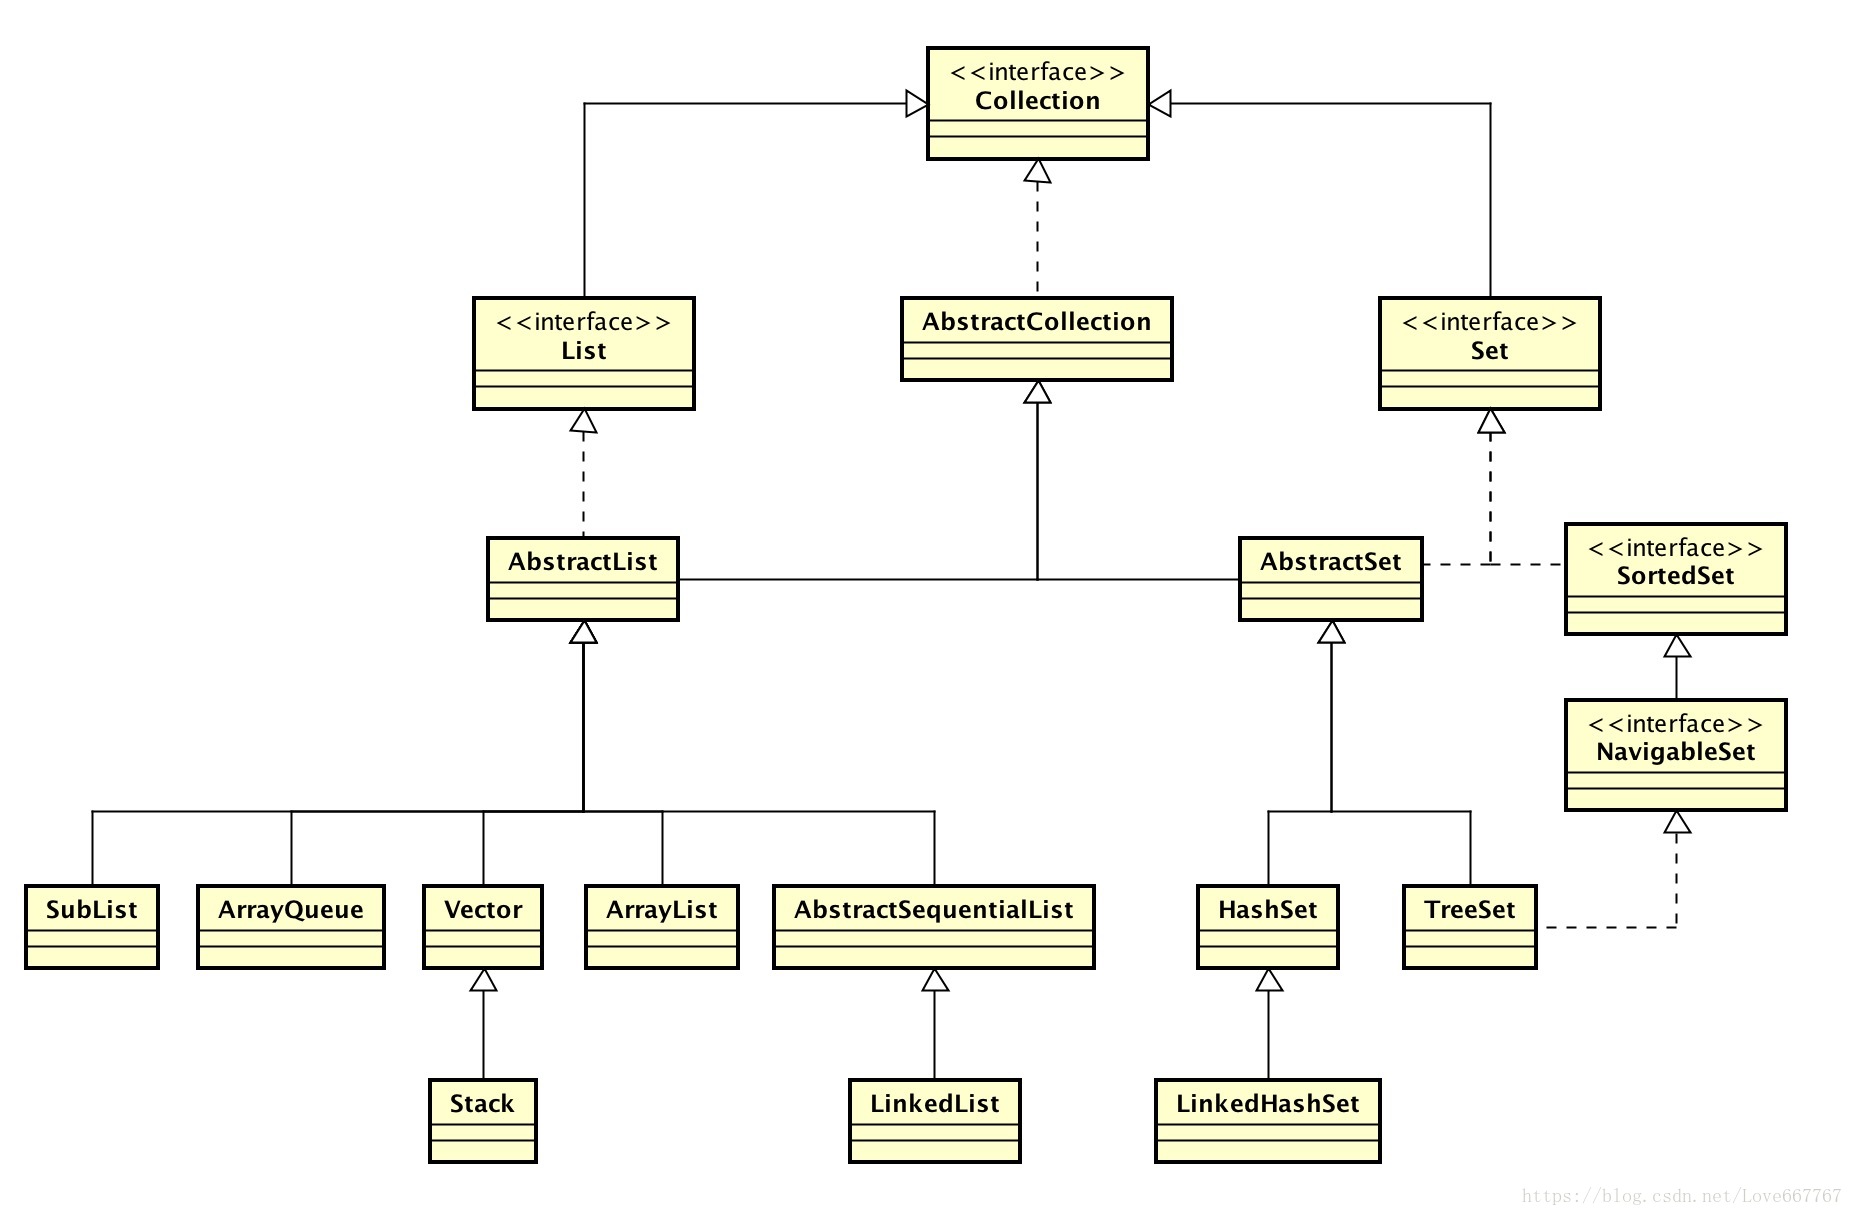 <<interface>>
Collection
<<interface>>
List
AbstractCollection
<<interface>>
Set
AbstractList
AbstractSet
<<interface>>
SortedSet
<<interface>>
NavigableSet
SubList
ArrayQueue
Vector
ArrayList
AbstractSequentialList
HashSet
TreeSet
Stack
LinkedList
LinkedHashSet
https://blog.csdn.net/Love667767